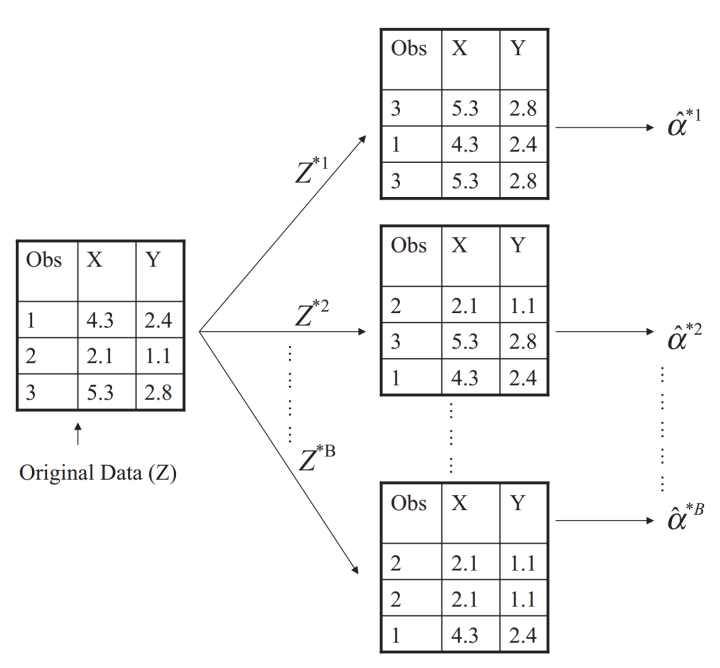 Obs X Y
3 5.3 2.8
1 4.3 2.4
3 5.3 2.8
α̂*1
Z*1
Obs X Y
1 4.3 2.4
2 2.1 1.1
3 5.3 2.8
Original Data (Z)
Z*2
Obs X Y
2 2.1 1.1
3 5.3 2.8
1 4.3 2.4
α̂*2
Z*B
Obs X Y
2 2.1 1.1
2 2.1 1.1
1 4.3 2.4
α̂*B